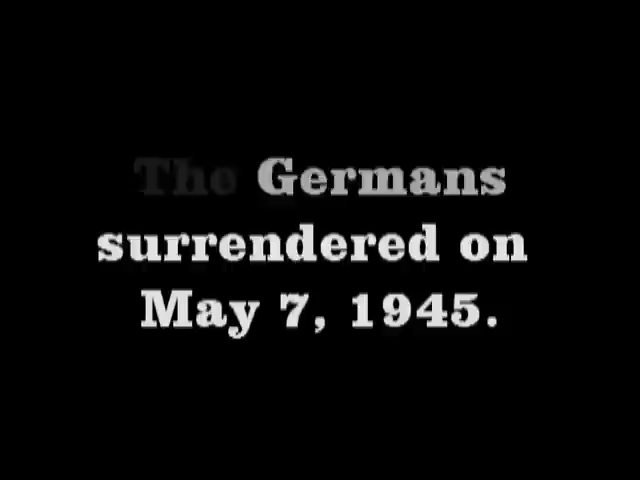 The Germans
surrendered on
May 7, 1945.